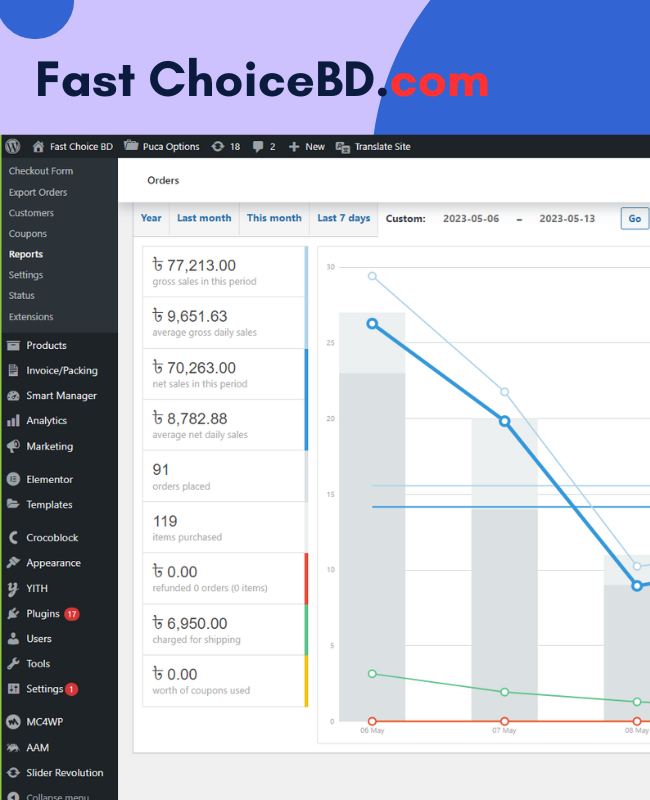 Fast ChoiceBD.com
Fast Choice BD Puca Options 18 2 New Translate Site
Checkout Form
Export Orders
Customers
Coupons
Reports
Settings
Status
Extensions
Products
Invoice/Packing
Smart Manager
Analytics
Marketing
Elementor
Templates
Crocoblock
Appearance
YITH
Plugins 17
Users
Tools
Settings 1
MC4WP
AAM
Slider Revolution
Collapse menu
Orders
Year Last month This month Last 7 days Custom: 2023-05-06 – 2023-05-13 Go
৳ 77,213.00
gross sales in this period
৳ 9,651.63
average gross daily sales
৳ 70,263.00
net sales in this period
৳ 8,782.88
average net daily sales
91
orders placed
119
items purchased
৳ 0.00
refunded 0 orders (0 items)
৳ 6,950.00
charged for shipping
৳ 0.00
worth of coupons used
30
25
20
15
10
5
0
06 May 07 May 08 May